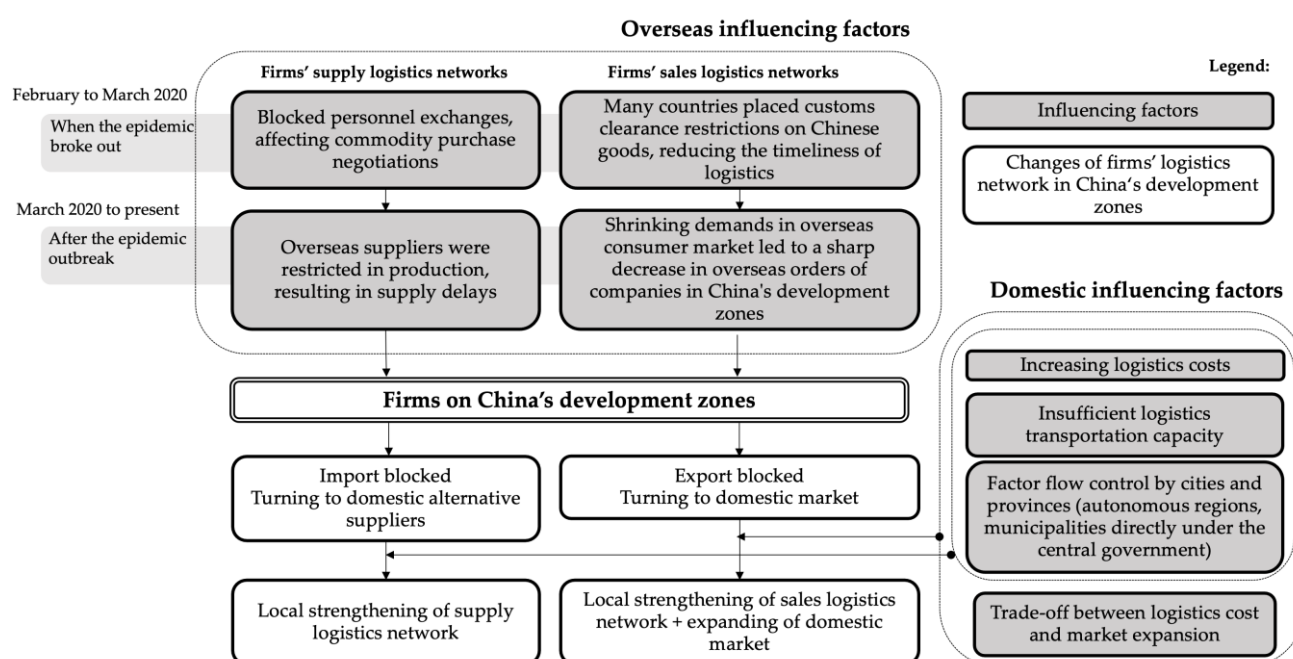 Overseas influencing factors
Firms' supply logistics networks
Firms' sales logistics networks
Legend:
February to March 2020
When the epidemic
broke out
Blocked personnel exchanges,
affecting commodity purchase
negotiations
Many countries placed customs
clearance restrictions on Chinese
goods, reducing the timeliness of
logistics
Influencing factors
Changes of firms' logistics
network in China's development
zones
March 2020 to present
After the epidemic
outbreak
Overseas suppliers were
restricted in production,
resulting in supply delays
Shrinking demands in overseas
consumer market led to a sharp
decrease in overseas orders of
companies in China's development
zones
Domestic influencing factors
Increasing logistics costs
Insufficient logistics
transportation capacity
Factor flow control by cities and
provinces (autonomous regions,
municipalities directly under the
central government)
Trade-off between logistics cost
and market expansion
Firms on China's development zones
Import blocked
Turning to domestic alternative
suppliers
Export blocked
Turning to domestic market
Local strengthening of supply
logistics network
Local strengthening of sales logistics
network + expanding of domestic
market